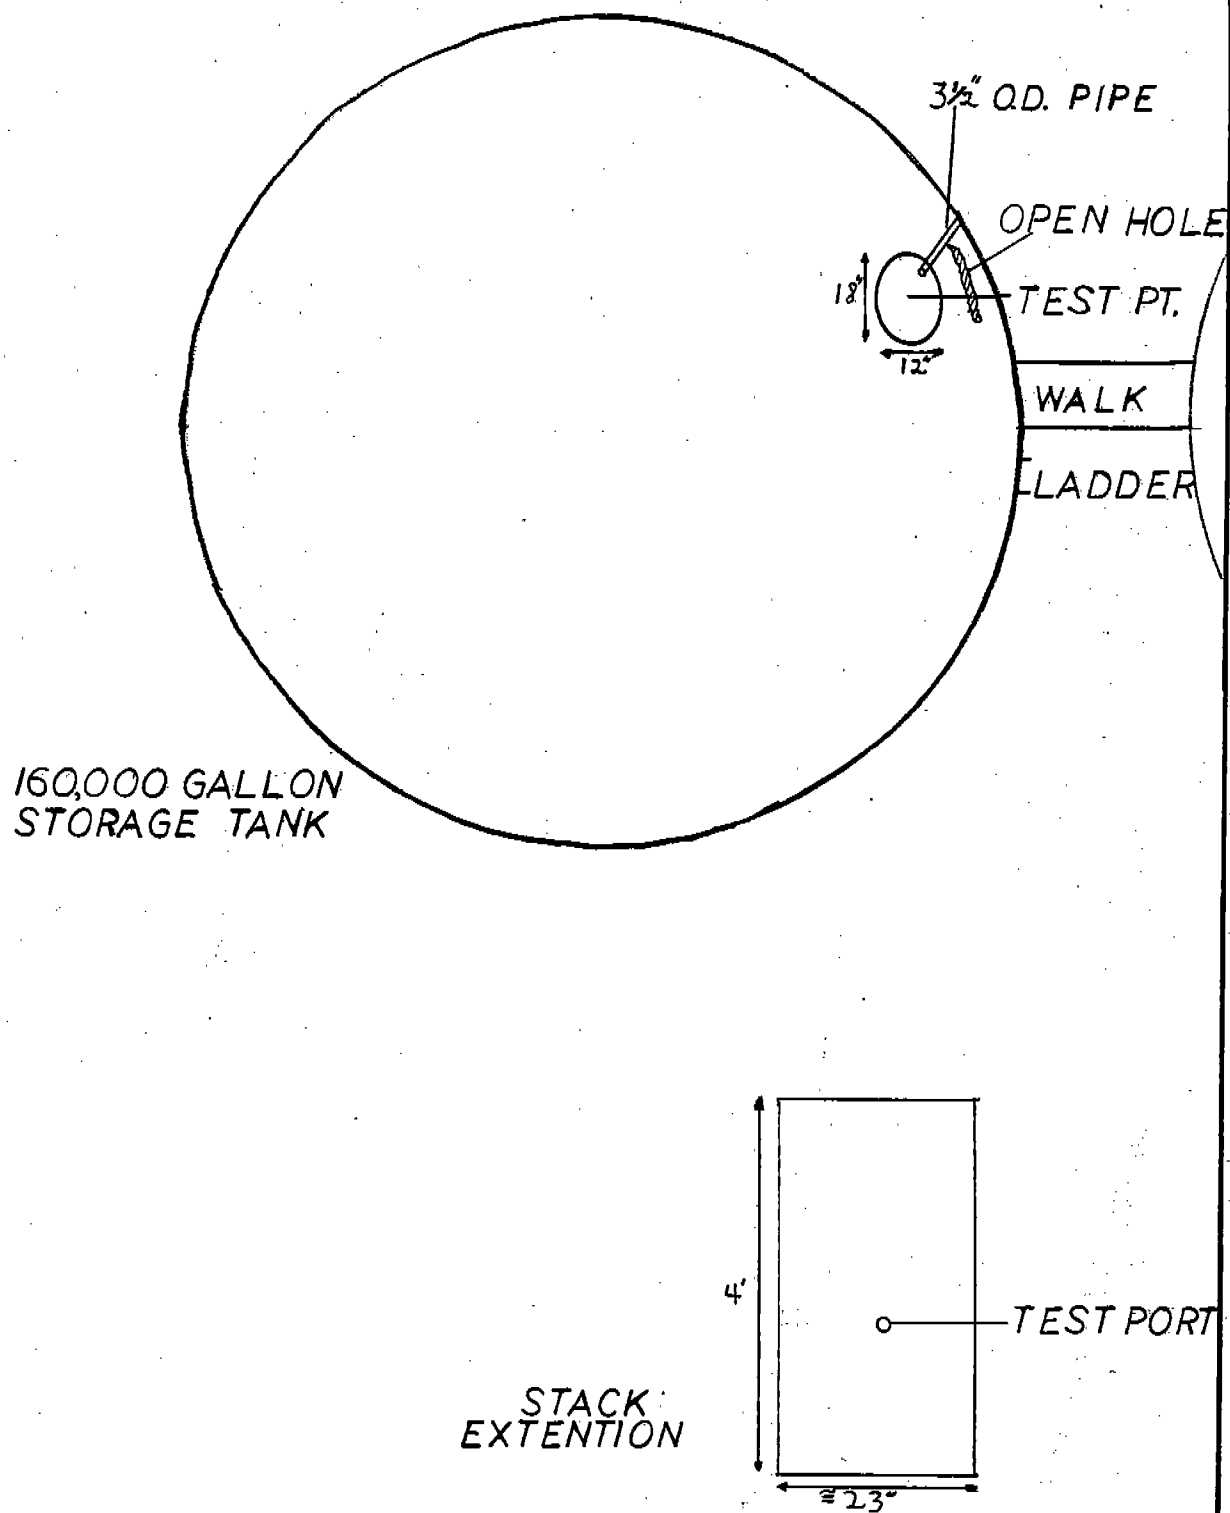 3½" O.D. PIPE
OPEN HOLE
18"
TEST PT.
12"
WALK
LADDER
160,000 GALLON
STORAGE TANK
4'
TEST PORT
STACK
EXTENTION
≅23"